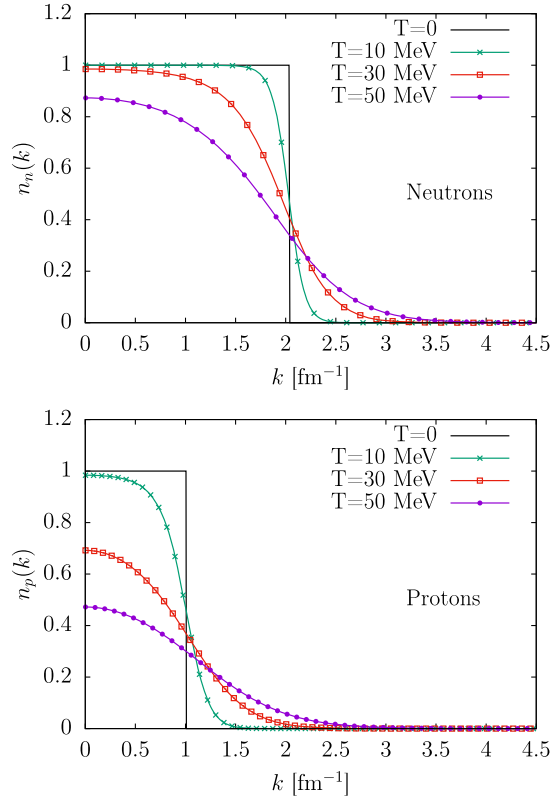 1.2
1
0.8
0.6
0.4
0.2
0
n_n(k)
T=0
T=10 MeV
T=30 MeV
T=50 MeV
Neutrons
0 0.5 1 1.5 2 2.5 3 3.5 4 4.5
k [fm⁻¹]
1.2
1
0.8
0.6
0.4
0.2
0
n_p(k)
T=0
T=10 MeV
T=30 MeV
T=50 MeV
Protons
0 0.5 1 1.5 2 2.5 3 3.5 4 4.5
k [fm⁻¹]